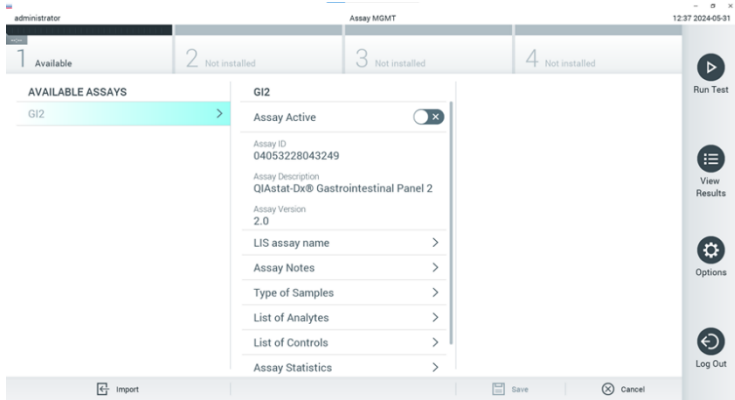 administrator
Assay MGMT
12:37 2024-05-31
1 Available
2 Not installed
3 Not installed
4 Not installed
AVAILABLE ASSAYS
GI2
GI2
Assay Active
Assay ID
04053228043249
Assay Description
QIAstat-Dx® Gastrointestinal Panel 2
Assay Version
2.0
LIS assay name
Assay Notes
Type of Samples
List of Analytes
List of Controls
Assay Statistics
Run Test
View
Results
Options
Log Out
Import
Save
Cancel